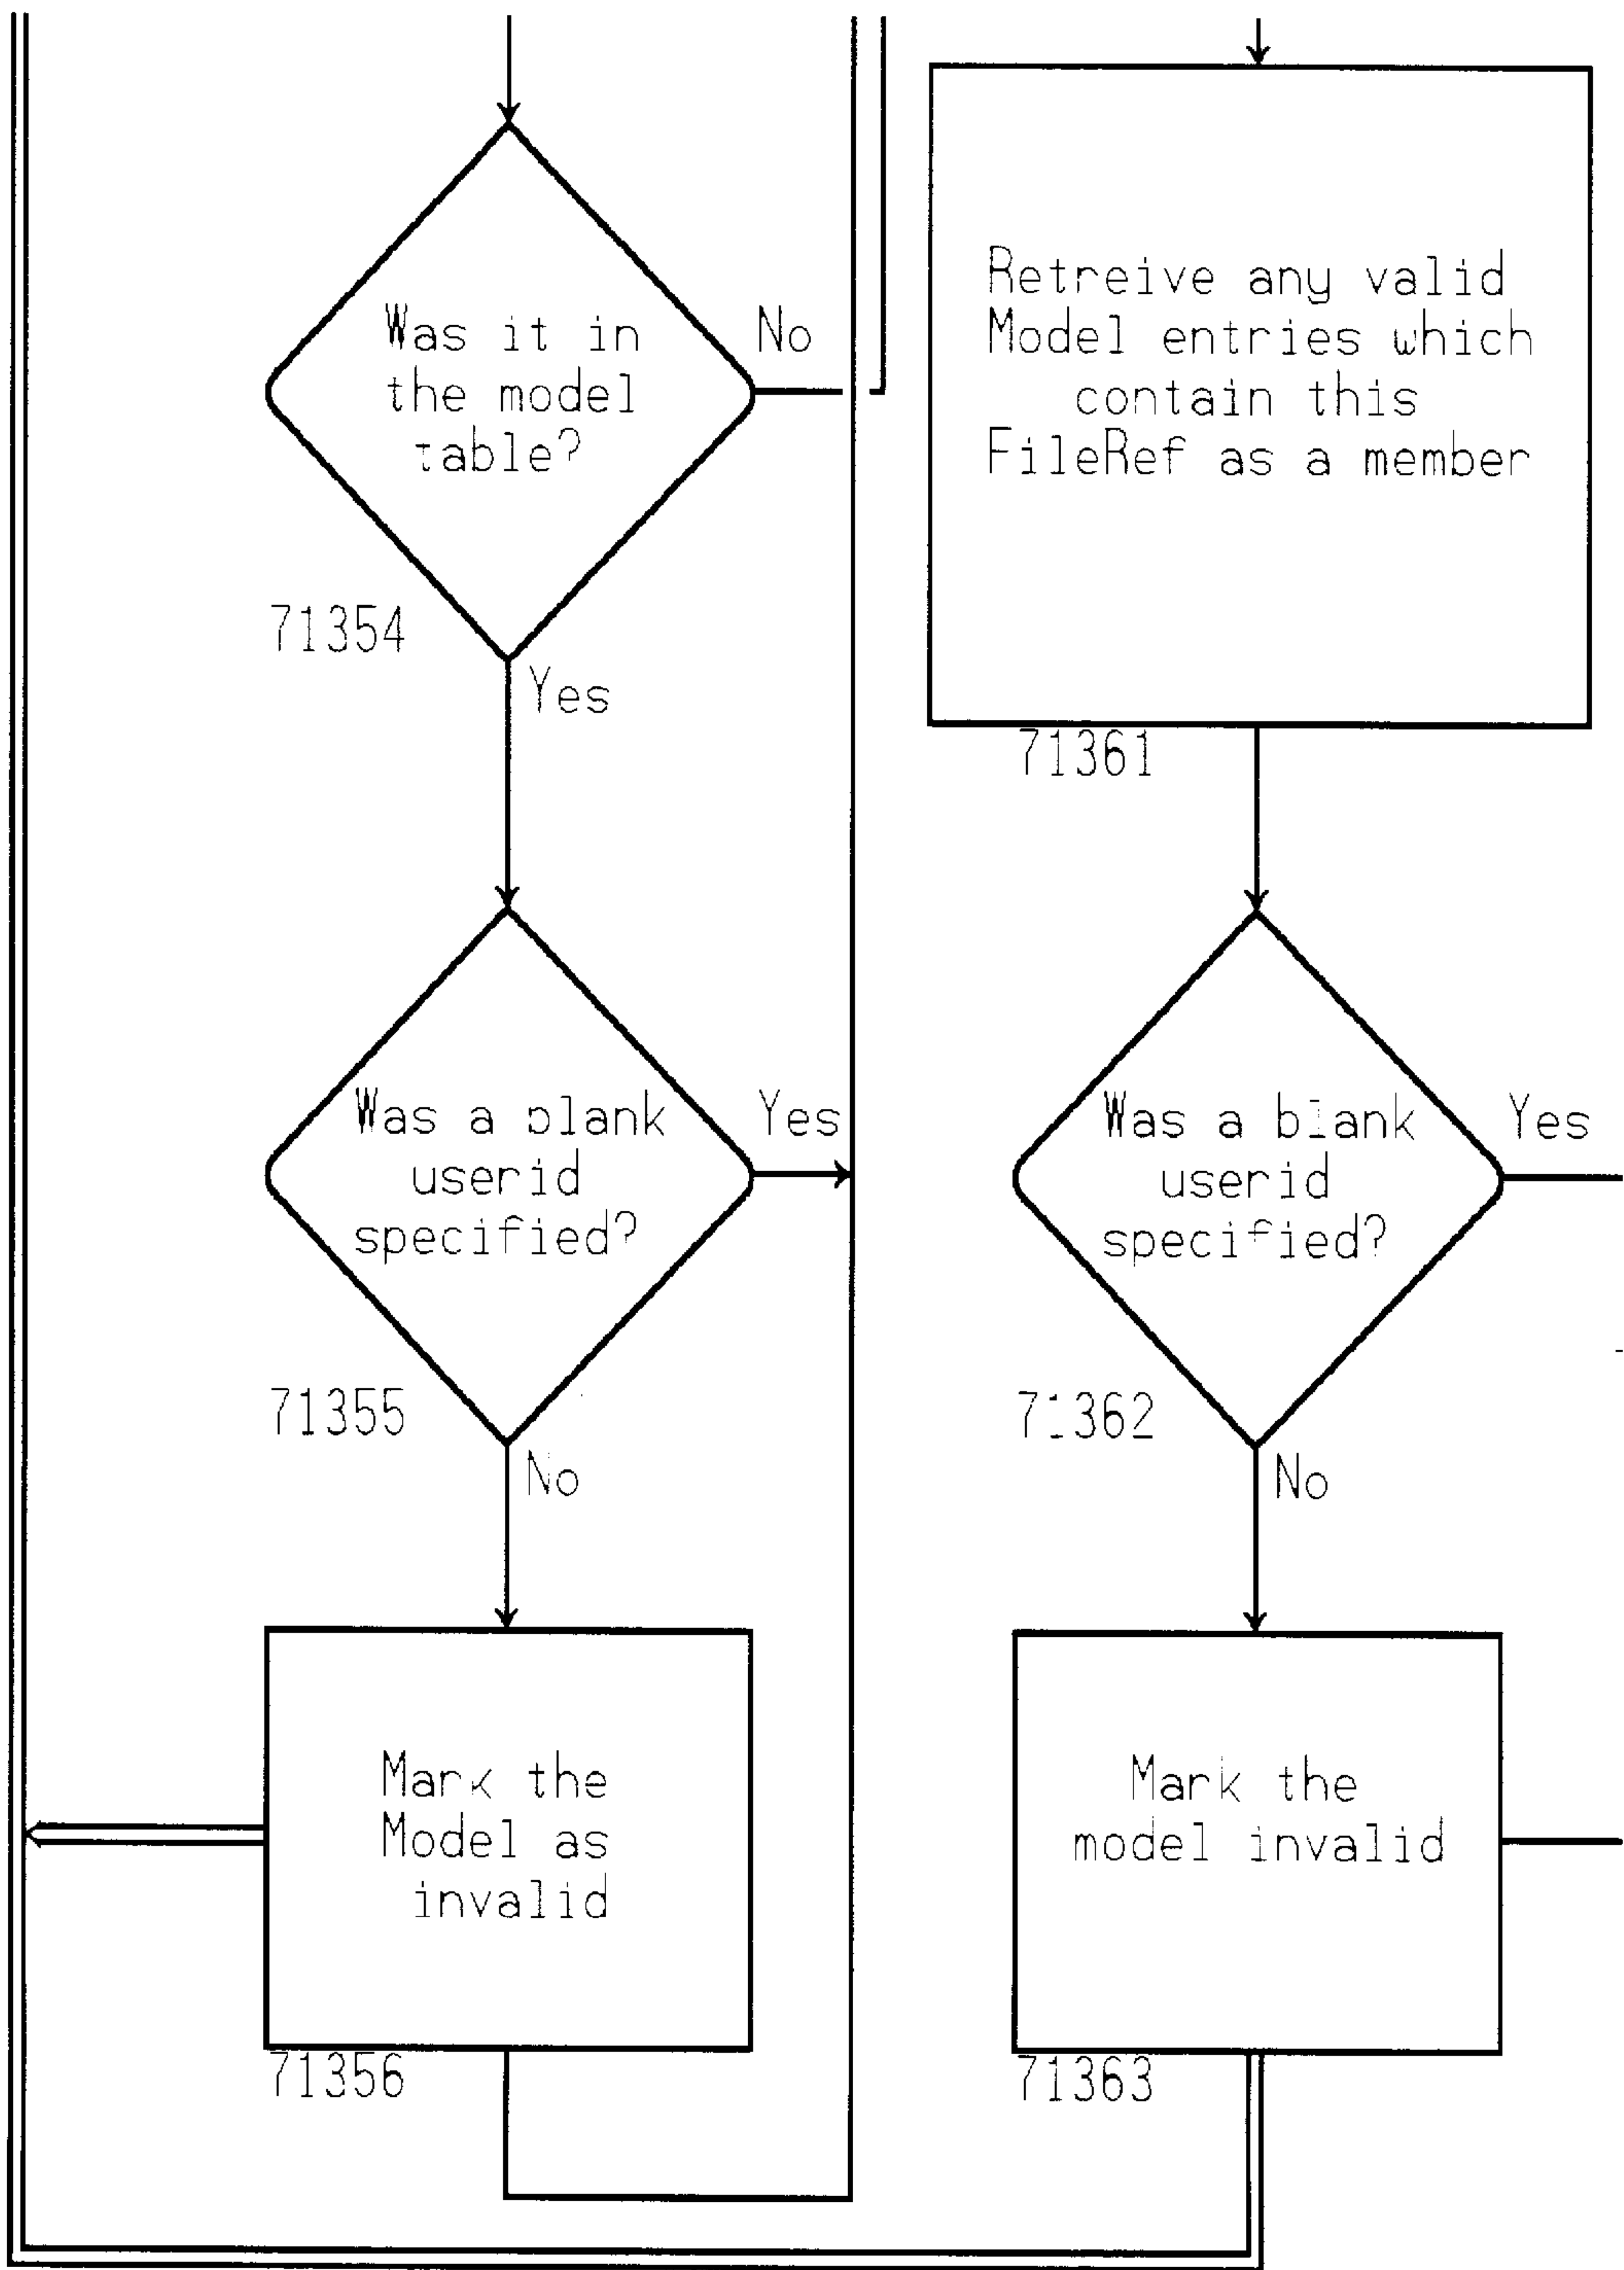 Was it in
the model
table?
No
71354
Yes
Was a blank
userid
specified?
Yes
71355
No
Mark the
Model as
invalid
71356
Retreive any valid
Model entries which
contain this
FileRef as a member
71361
Was a blank
userid
specified?
Yes
71362
No
Mark the
model invalid
71363